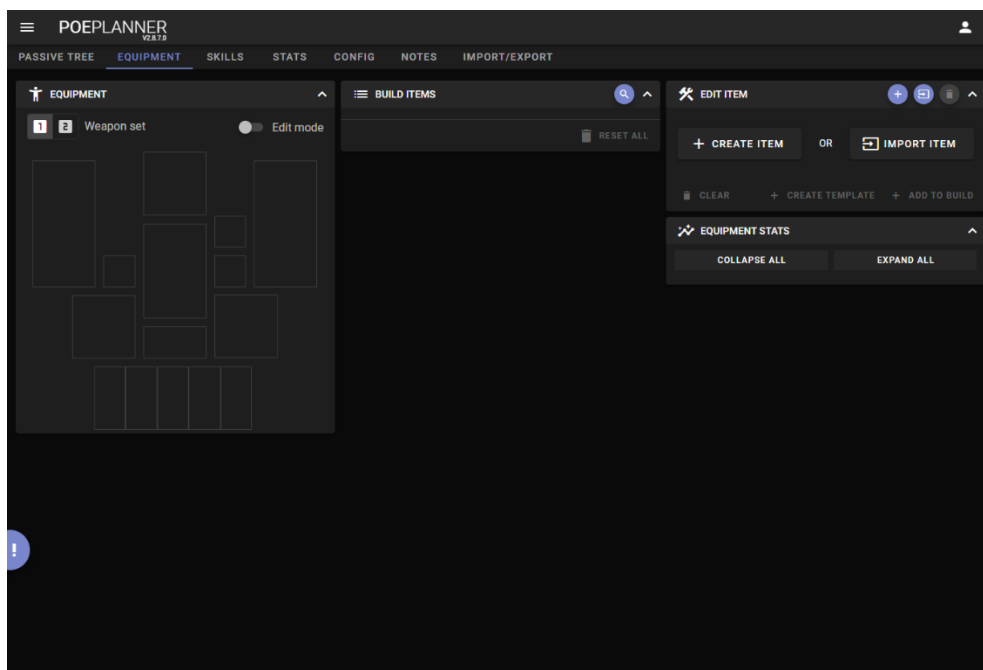 POEPLANNER
V2.8.7.0
PASSIVE TREE EQUIPMENT SKILLS STATS CONFIG NOTES IMPORT/EXPORT
EQUIPMENT
1 2 Weapon set Edit mode
BUILD ITEMS
RESET ALL
EDIT ITEM
+ CREATE ITEM OR IMPORT ITEM
CLEAR + CREATE TEMPLATE + ADD TO BUILD
EQUIPMENT STATS
COLLAPSE ALL EXPAND ALL
!